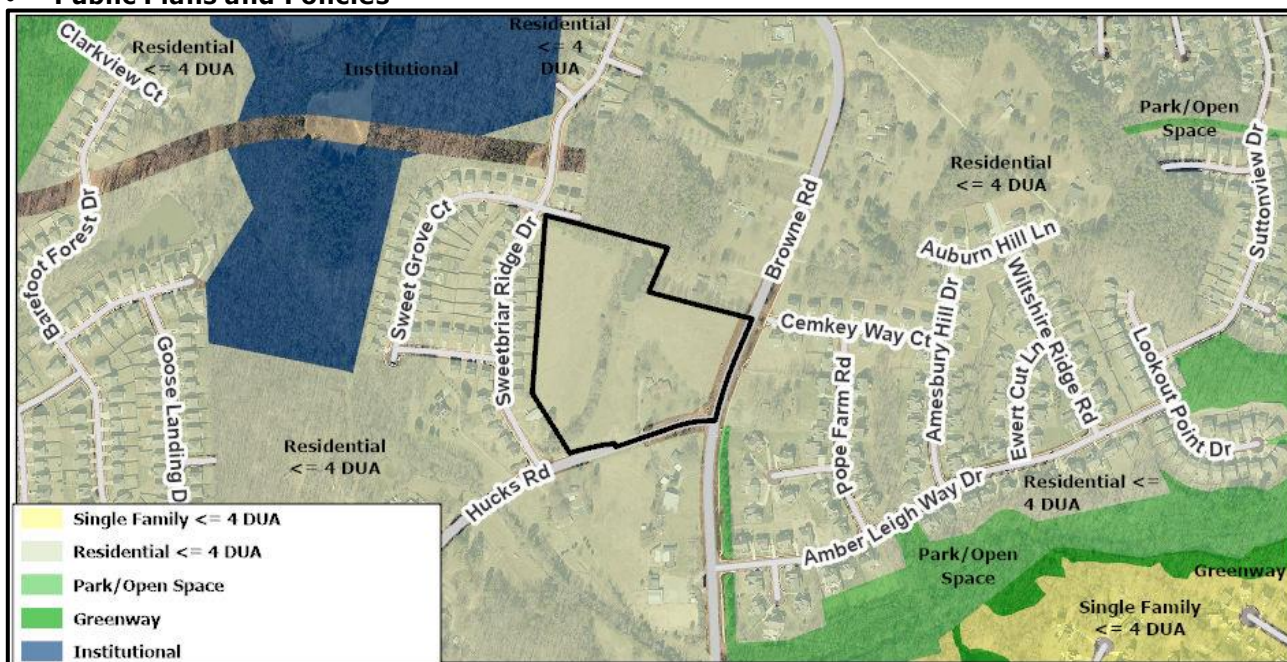 • Public Plans and Policies
Clarkview Ct
Residential
<= 4 DUA
Institutional
Residential
<= 4
DUA
Park/Open
Space
Suttonview Dr
Residential
<= 4 DUA
Browne Rd
Barefoot Forest Dr
Sweet Grove Ct
Sweetbriar Ridge Dr
Auburn Hill Ln
Cemkey Way Ct
Amesbury Hill Dr
Wiltshire Ridge Rd
Ewert Cut Ln
Lookout Point Dr
Goose Landing D
Pope Farm Rd
Residential
<= 4 DUA
Hucks Rd
Residential <=
4 DUA
Amber Leigh Way Dr
Park/Open
Space
Greenway
Single Family
<= 4 DUA
Single Family <= 4 DUA
Residential <= 4 DUA
Park/Open Space
Greenway
Institutional